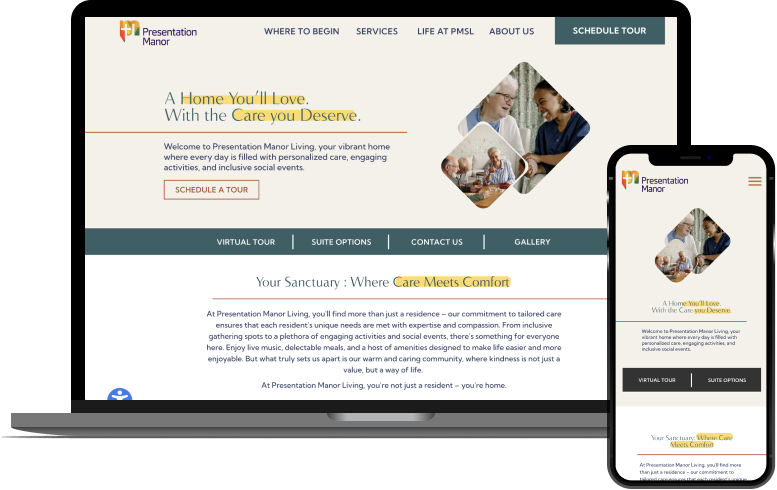 Presentation
Manor
WHERE TO BEGIN SERVICES LIFE AT PMSL ABOUT US SCHEDULE TOUR
A Home You'll Love.
With the Care you Deserve.
Welcome to Presentation Manor Living, your vibrant home
where every day is filled with personalized care, engaging
activities, and inclusive social events.
SCHEDULE A TOUR
VIRTUAL TOUR SUITE OPTIONS CONTACT US GALLERY
Your Sanctuary : Where Care Meets Comfort
At Presentation Manor Living, you'll find more than just a residence – our commitment to tailored care
ensures that each resident's unique needs are met with expertise and compassion. From inclusive
gathering spots to a plethora of engaging activities and social events, there's something for everyone
here. Enjoy live music, delectable meals, and a host of amenities designed to make life easier and more
enjoyable. But what truly sets us apart is our warm and caring community, where kindness is not just a
value, but a way of life.
At Presentation Manor Living, you're not just a resident – you're home.
Presentation
Manor
A Home You'll Love.
With the Care you Deserve.
Welcome to Presentation Manor Living, your
vibrant home where every day is filled with
personalized care, engaging activities, and
inclusive social events.
VIRTUAL TOUR SUITE OPTIONS
Your Sanctuary: Where Care
Meets Comfort
At Presentation Manor Living, you'll find more
than just a residence – our commitment to
tailored care ensures that each resident's unique